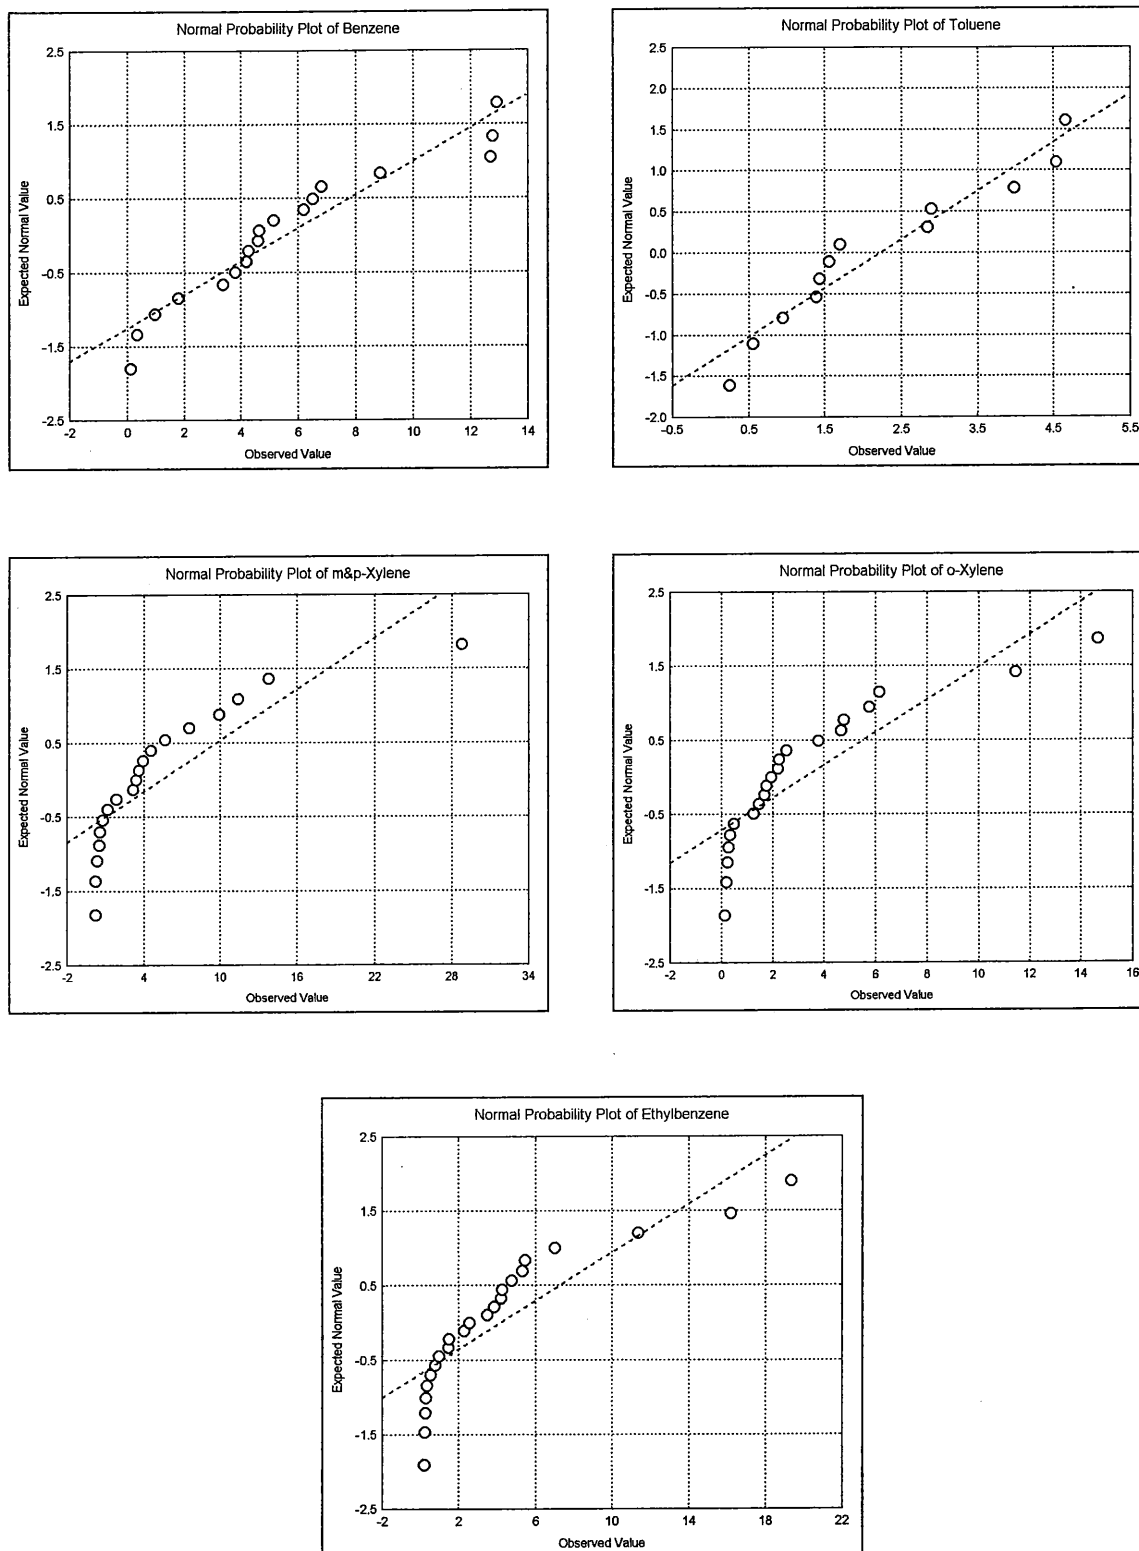 Normal Probability Plot of Benzene
2.5
1.5
0.5
-0.5
-1.5
-2.5
Expected Normal Value
-2 0 2 4 6 8 10 12 14
Observed Value
Normal Probability Plot of Toluene
2.5
2.0
1.5
1.0
0.5
0.0
-0.5
-1.0
-1.5
-2.0
Expected Normal Value
-0.5 0.5 1.5 2.5 3.5 4.5 5.5
Observed Value
Normal Probability Plot of m&p-Xylene
2.5
1.5
0.5
-0.5
-1.5
-2.5
Expected Normal Value
-2 4 10 16 22 28 34
Observed Value
Normal Probability Plot of o-Xylene
2.5
1.5
0.5
-0.5
-1.5
-2.5
Expected Normal Value
-2 0 2 4 6 8 10 12 14 16
Observed Value
Normal Probability Plot of Ethylbenzene
2.5
1.5
0.5
-0.5
-1.5
-2.5
Expected Normal Value
-2 2 6 10 14 18 22
Observed Value